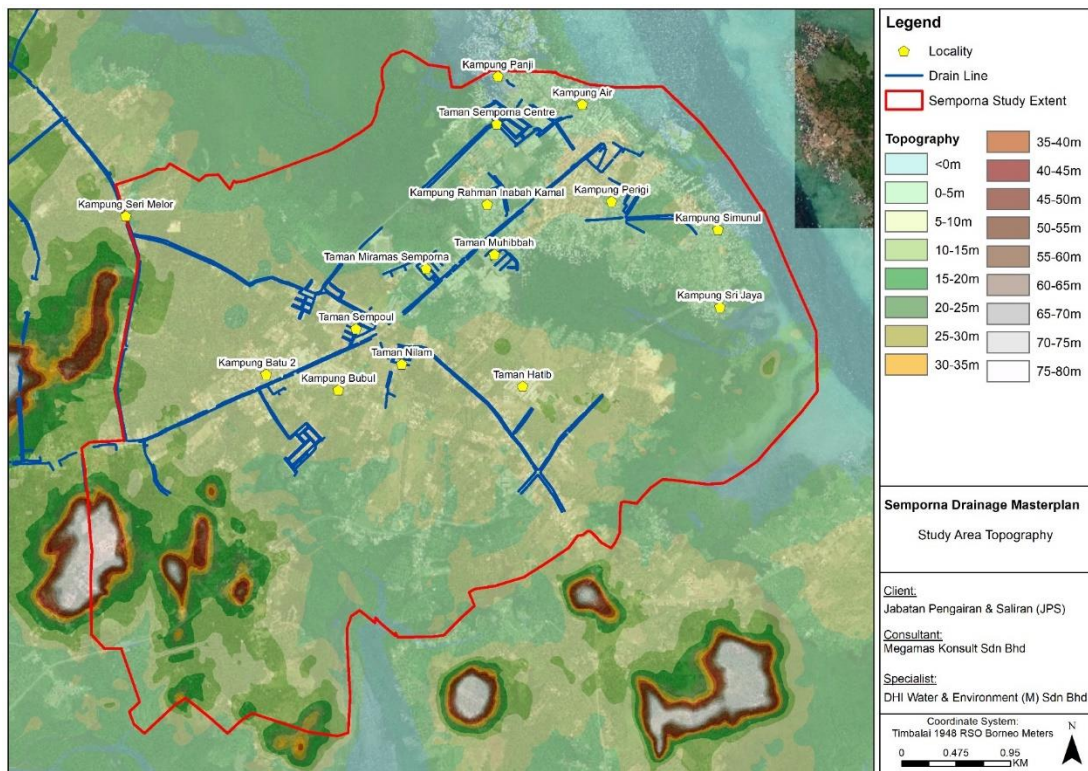 Kampung Panji
Kampung Air
Taman Semporna Centre
Kampung Rahman Inabah Kamal
Kampung Perigi
Kampung Seri Melor
Kampung Simunul
Taman Muhibbah
Taman Miramas Semporna
Kampung Sri Jaya
Taman Sempoul
Taman Nilam
Kampung Batu 2
Kampung Bubul
Taman Hatib
Legend
Locality
Drain Line
Semporna Study Extent
Topography
<0m
0-5m
5-10m
10-15m
15-20m
20-25m
25-30m
30-35m
35-40m
40-45m
45-50m
50-55m
55-60m
60-65m
65-70m
70-75m
75-80m
Semporna Drainage Masterplan
Study Area Topography
Client:
Jabatan Pengairan & Saliran (JPS)
Consultant:
Megamas Konsult Sdn Bhd
Specialist:
DHI Water & Environment (M) Sdn Bhd
Coordinate System:
Timbalai 1948 RSO Borneo Meters
N
0 0.475 0.95
KM